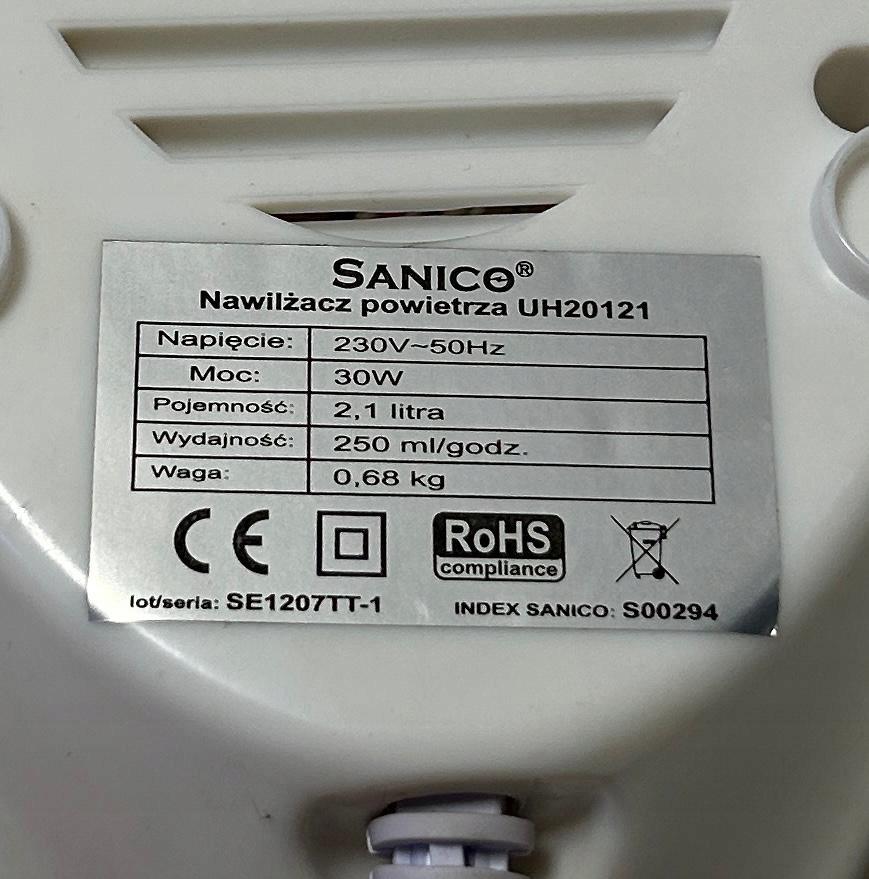 SANICO®
Nawilżacz powietrza UH20121
Napięcie: 230V~50Hz
Moc: 30W
Pojemność: 2,1 litra
Wydajność: 250 ml/godz.
Waga: 0,68 kg
CE RoHS
compliance
lot/seria: SE1207TT-1 INDEX SANICO: S00294